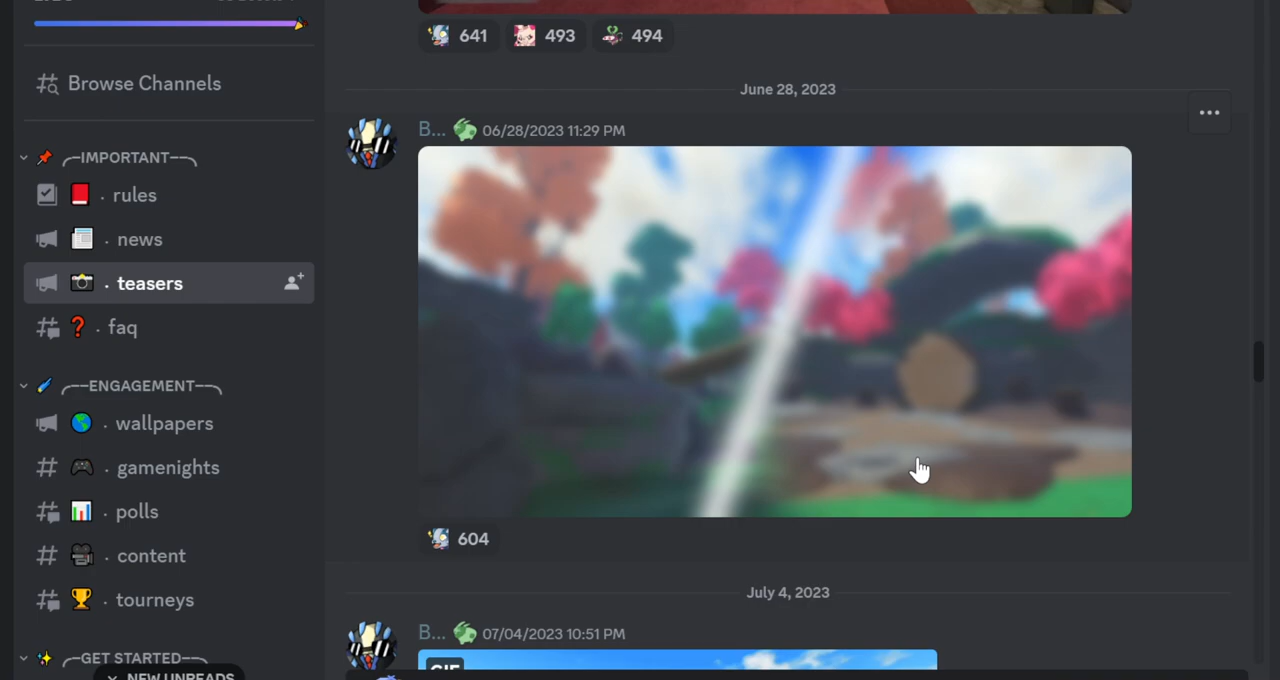 Browse Channels
IMPORTANT
rules
news
teasers
faq
ENGAGEMENT
wallpapers
gamenights
polls
content
tourneys
GET STARTED
NEW UNREADS
641 493 494
June 28, 2023
B... 06/28/2023 11:29 PM
604
July 4, 2023
B... 07/04/2023 10:51 PM
GIF